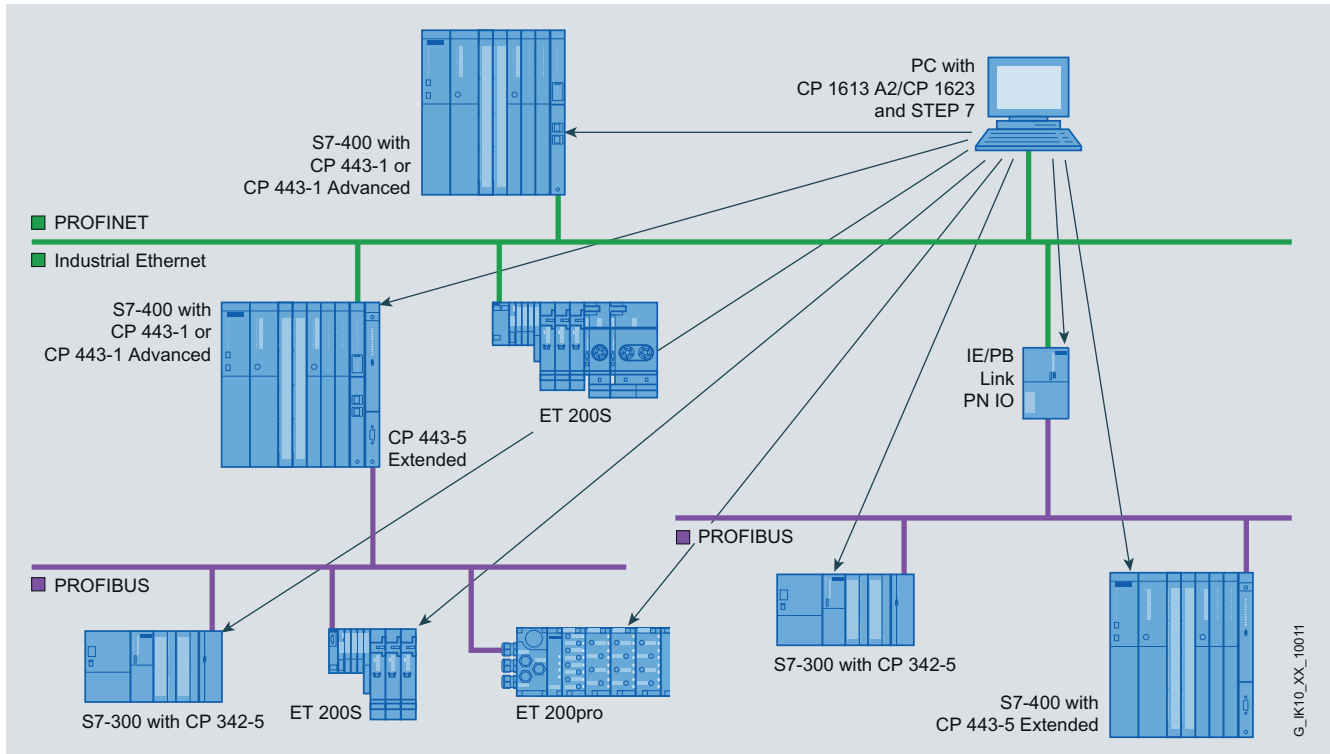 PC with
CP 1613 A2/CP 1623
and STEP 7
S7-400 with
CP 443-1 or
CP 443-1 Advanced
PROFINET
Industrial Ethernet
S7-400 with
CP 443-1 or
CP 443-1 Advanced
IE/PB
Link
PN IO
ET 200S
CP 443-5
Extended
PROFIBUS
PROFIBUS
S7-300 with CP 342-5
ET 200S
ET 200pro
S7-300 with CP 342-5
S7-400 with
CP 443-5 Extended
G_IK10_XX_10011